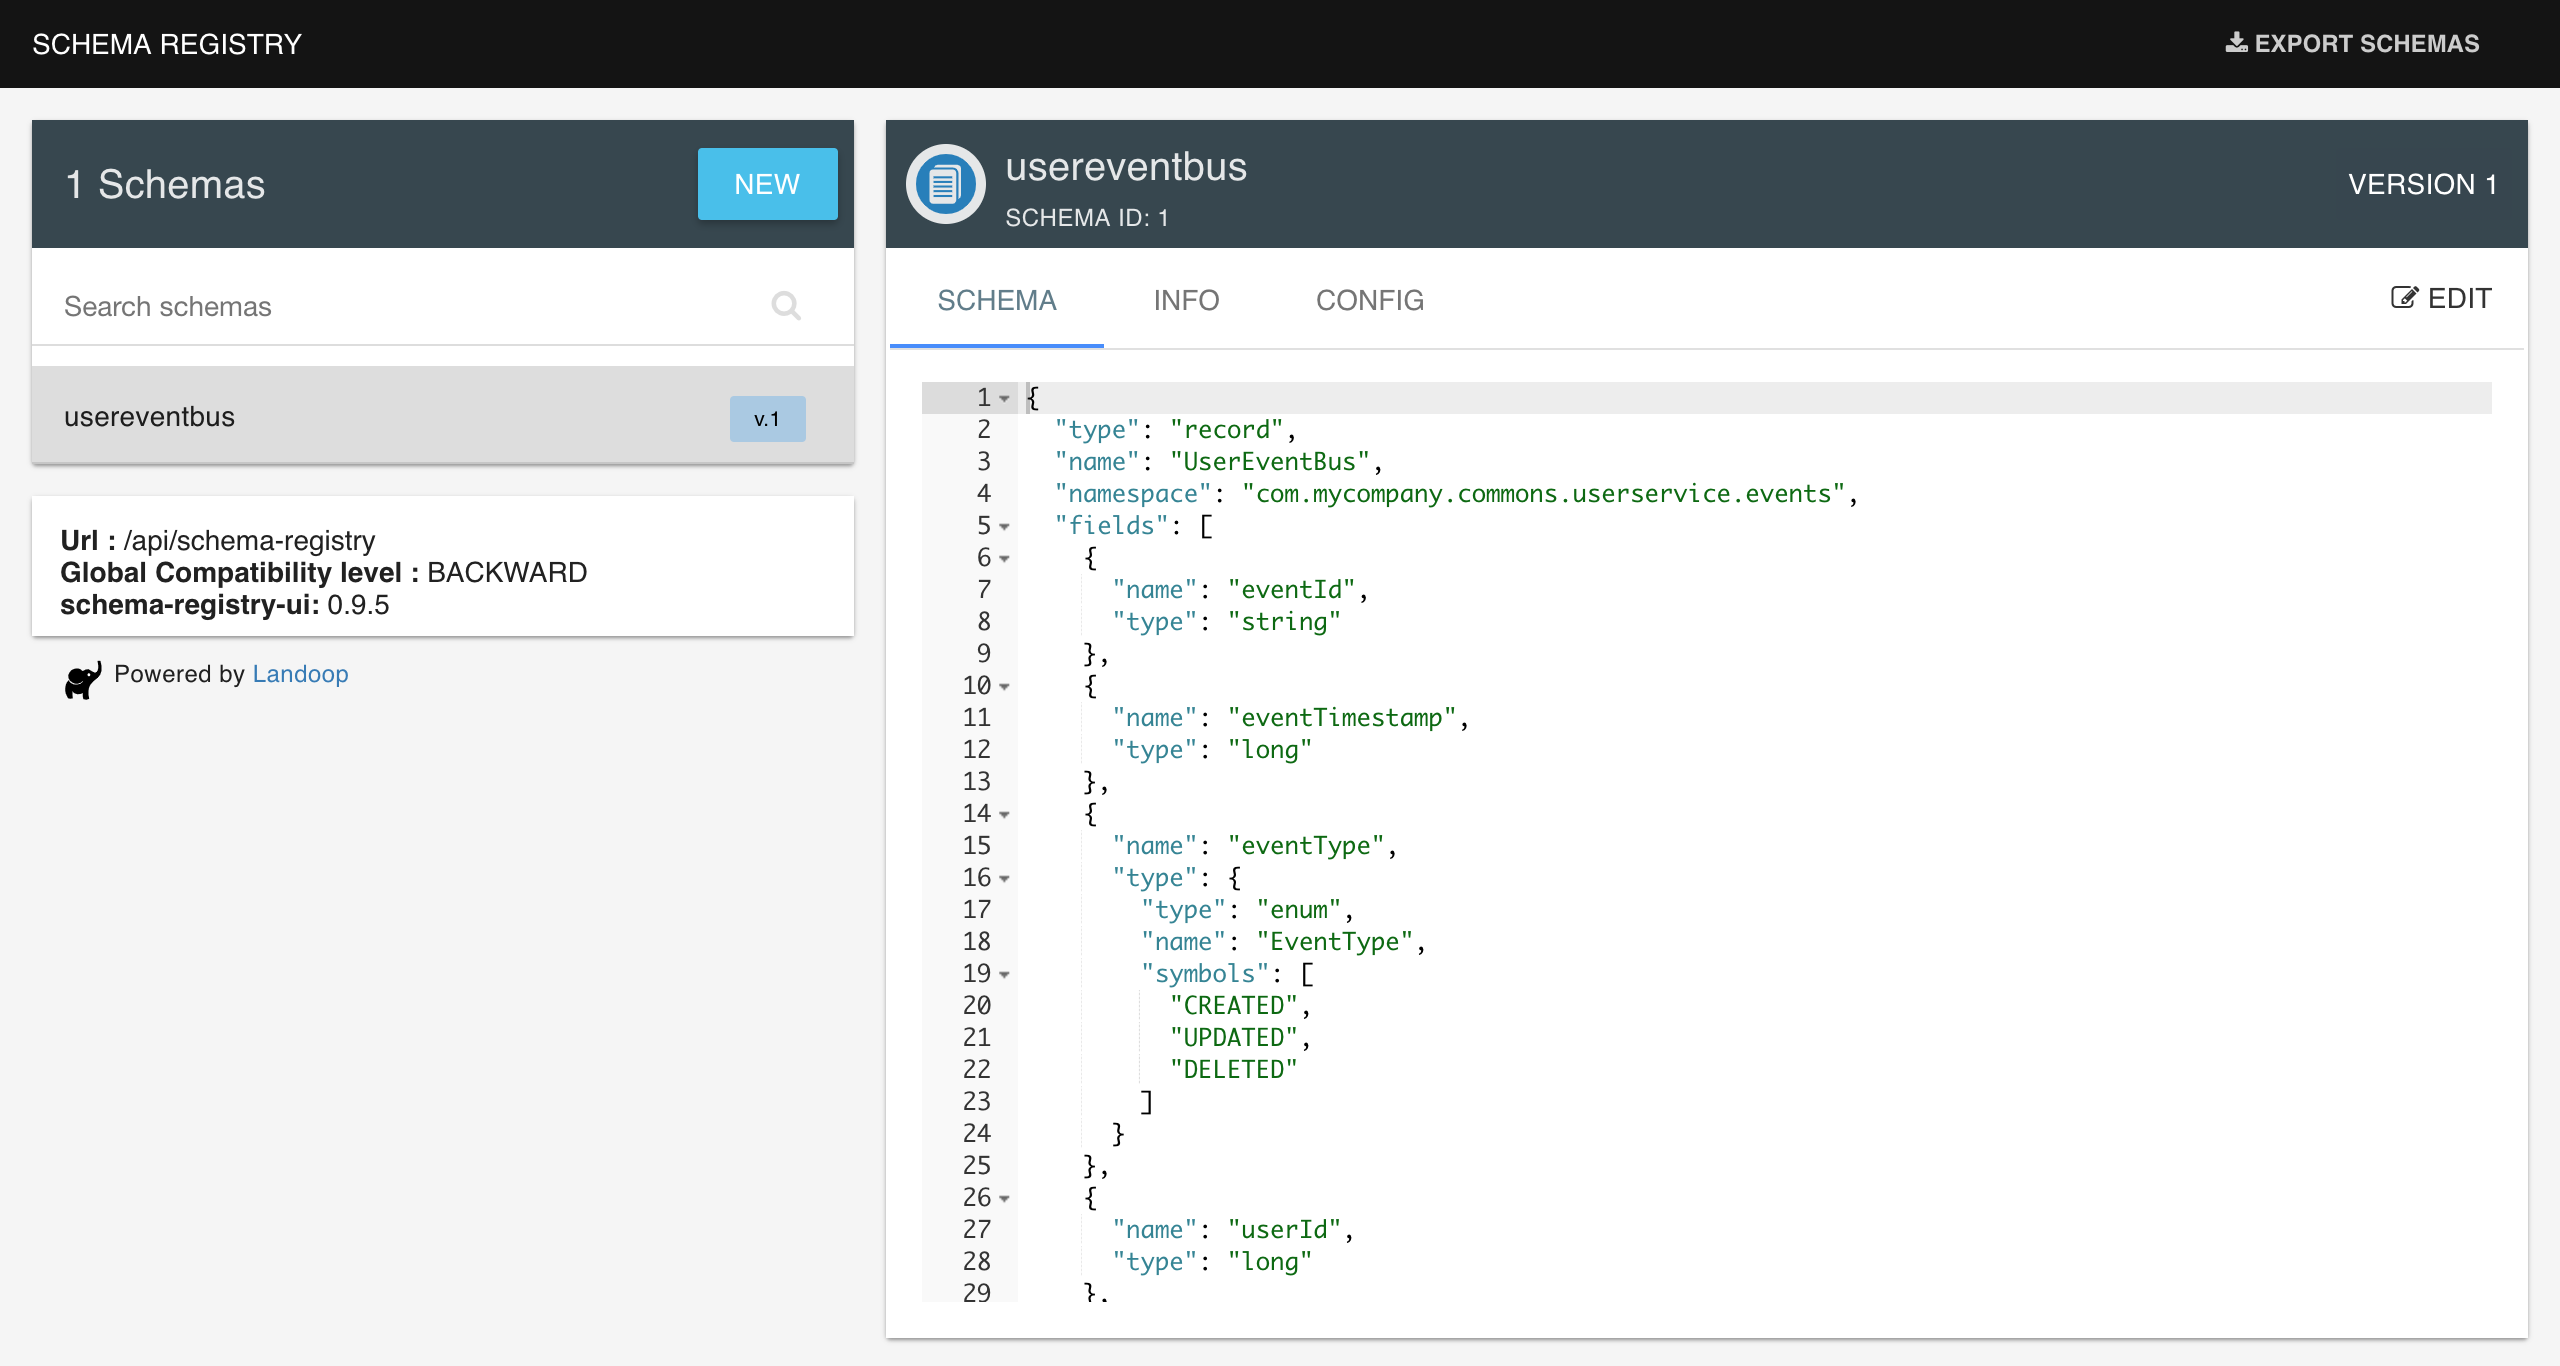 SCHEMA REGISTRY
EXPORT SCHEMAS
1 Schemas
NEW
Search schemas
usereventbus
v.1
Url : /api/schema-registry
Global Compatibility level : BACKWARD
schema-registry-ui: 0.9.5
Powered by Landoop
usereventbus
SCHEMA ID: 1
VERSION 1
SCHEMA
INFO
CONFIG
EDIT
1 {
2 "type": "record",
3 "name": "UserEventBus",
4 "namespace": "com.mycompany.commons.userservice.events",
5 "fields": [
6 {
7 "name": "eventId",
8 "type": "string"
9 },
10 {
11 "name": "eventTimestamp",
12 "type": "long"
13 },
14 {
15 "name": "eventType",
16 "type": {
17 "type": "enum",
18 "name": "EventType",
19 "symbols": [
20 "CREATED",
21 "UPDATED",
22 "DELETED"
23 ]
24 }
25 },
26 {
27 "name": "userId",
28 "type": "long"
29 },